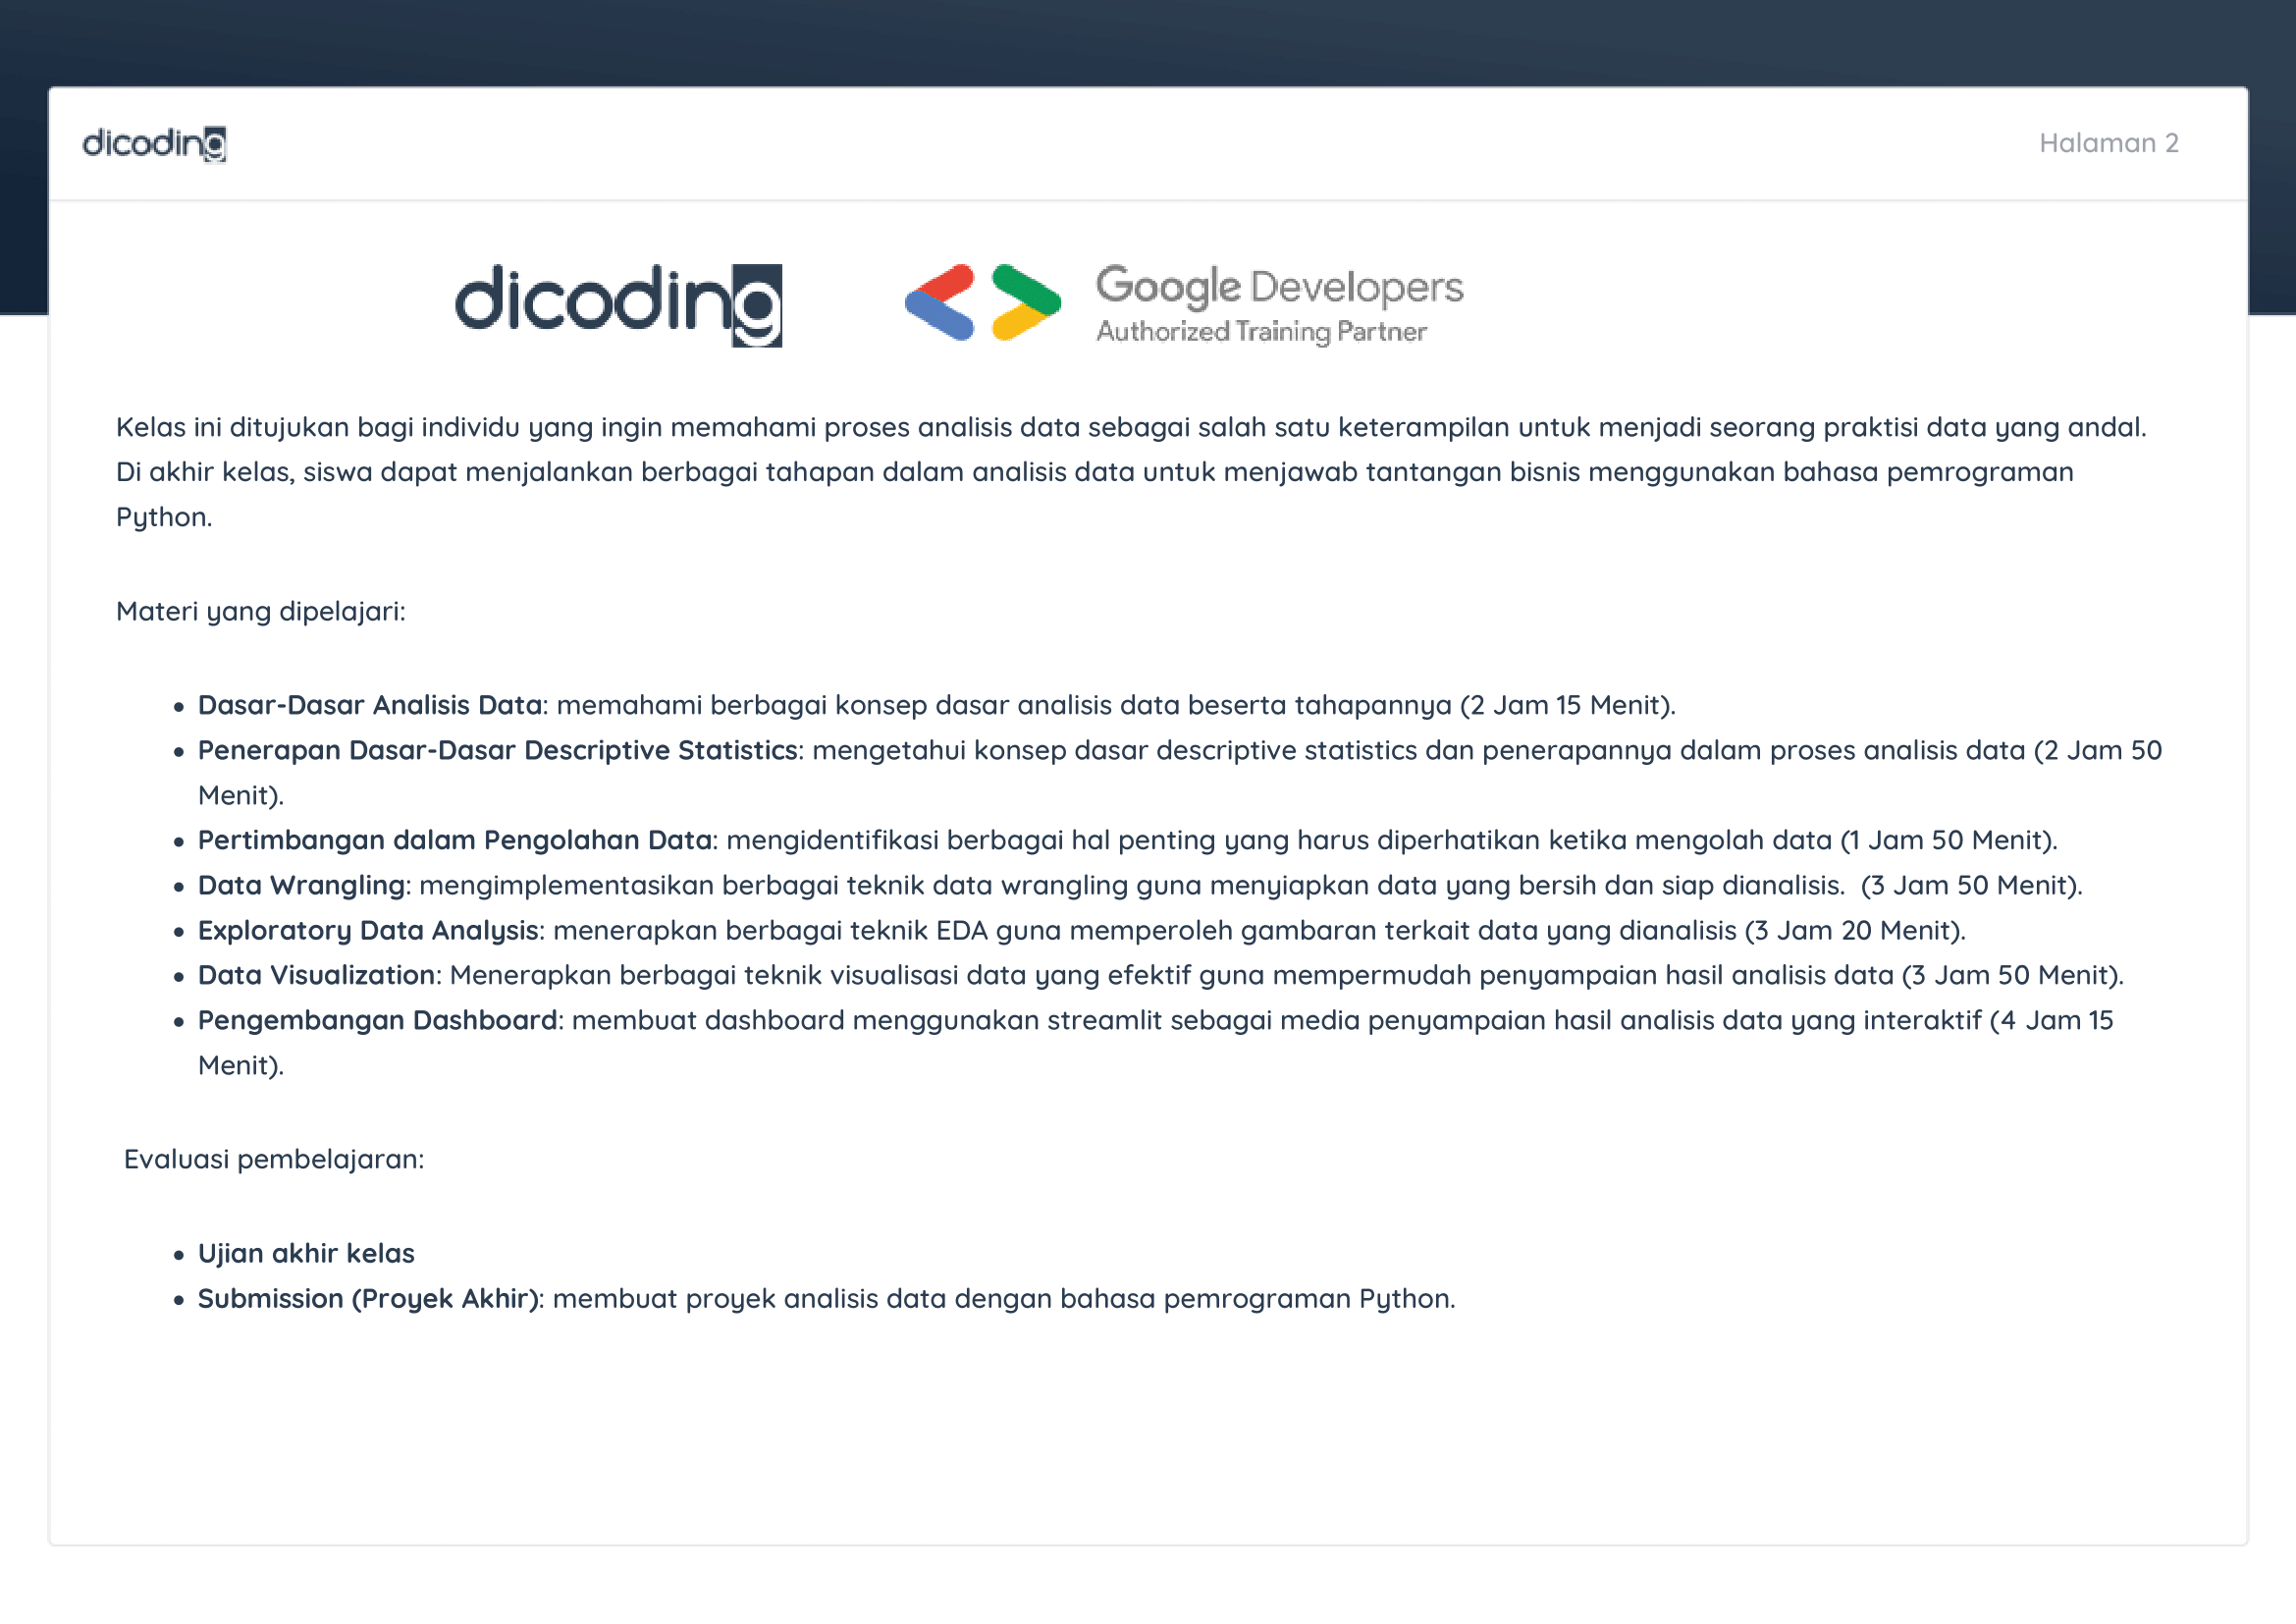 dicoding
Halaman 2
dicoding
Google Developers
Authorized Training Partner
Kelas ini ditujukan bagi individu yang ingin memahami proses analisis data sebagai salah satu keterampilan untuk menjadi seorang praktisi data yang andal.
Di akhir kelas, siswa dapat menjalankan berbagai tahapan dalam analisis data untuk menjawab tantangan bisnis menggunakan bahasa pemrograman
Python.
Materi yang dipelajari:
• Dasar-Dasar Analisis Data: memahami berbagai konsep dasar analisis data beserta tahapannya (2 Jam 15 Menit).
• Penerapan Dasar-Dasar Descriptive Statistics: mengetahui konsep dasar descriptive statistics dan penerapannya dalam proses analisis data (2 Jam 50
Menit).
• Pertimbangan dalam Pengolahan Data: mengidentifikasi berbagai hal penting yang harus diperhatikan ketika mengolah data (1 Jam 50 Menit).
• Data Wrangling: mengimplementasikan berbagai teknik data wrangling guna menyiapkan data yang bersih dan siap dianalisis.  (3 Jam 50 Menit).
• Exploratory Data Analysis: menerapkan berbagai teknik EDA guna memperoleh gambaran terkait data yang dianalisis (3 Jam 20 Menit).
• Data Visualization: Menerapkan berbagai teknik visualisasi data yang efektif guna mempermudah penyampaian hasil analisis data (3 Jam 50 Menit).
• Pengembangan Dashboard: membuat dashboard menggunakan streamlit sebagai media penyampaian hasil analisis data yang interaktif (4 Jam 15
Menit).
Evaluasi pembelajaran:
• Ujian akhir kelas
• Submission (Proyek Akhir): membuat proyek analisis data dengan bahasa pemrograman Python.